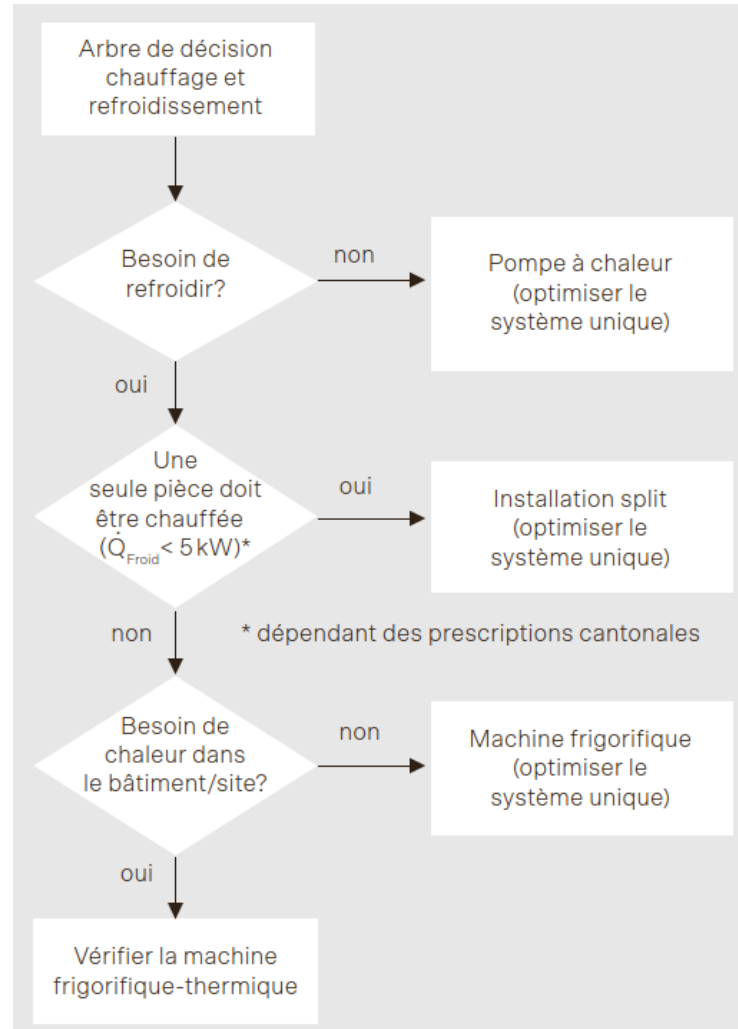 Arbre de décision
chauffage et
refroidissement
Besoin de
refroidir?
non
Pompe à chaleur
(optimiser le
système unique)
oui
Une
seule pièce doit
être chauffée
(Q̇Froid< 5 kW)*
oui
Installation split
(optimiser le
système unique)
non
* dépendant des prescriptions cantonales
Besoin de
chaleur dans
le bâtiment/site?
non
Machine frigorifique
(optimiser le
système unique)
oui
Vérifier la machine
frigorifique-thermique